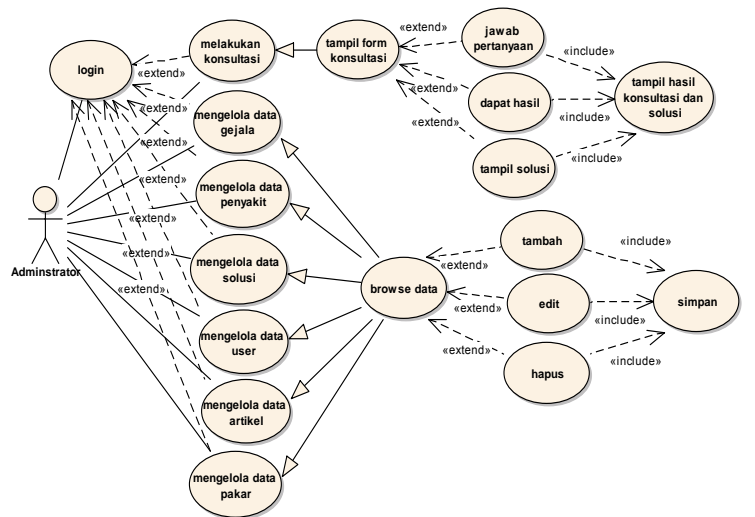 login
melakukan
konsultasi
tampil form
konsultasi
jawab
pertanyaan
dapat hasil
tampil solusi
tampil hasil
konsultasi dan
solusi
«extend»
«extend»
«extend»
«extend»
«include»
«include»
«include»
mengelola data
gejala
«extend»
«extend»
mengelola data
penyakit
«extend»
«extend»
mengelola data
solusi
«extend»
«extend»
mengelola data
user
mengelola data
artikel
mengelola data
pakar
Adminstrator
browse data
tambah
edit
hapus
simpan
«extend»
«extend»
«extend»
«include»
«include»
«include»